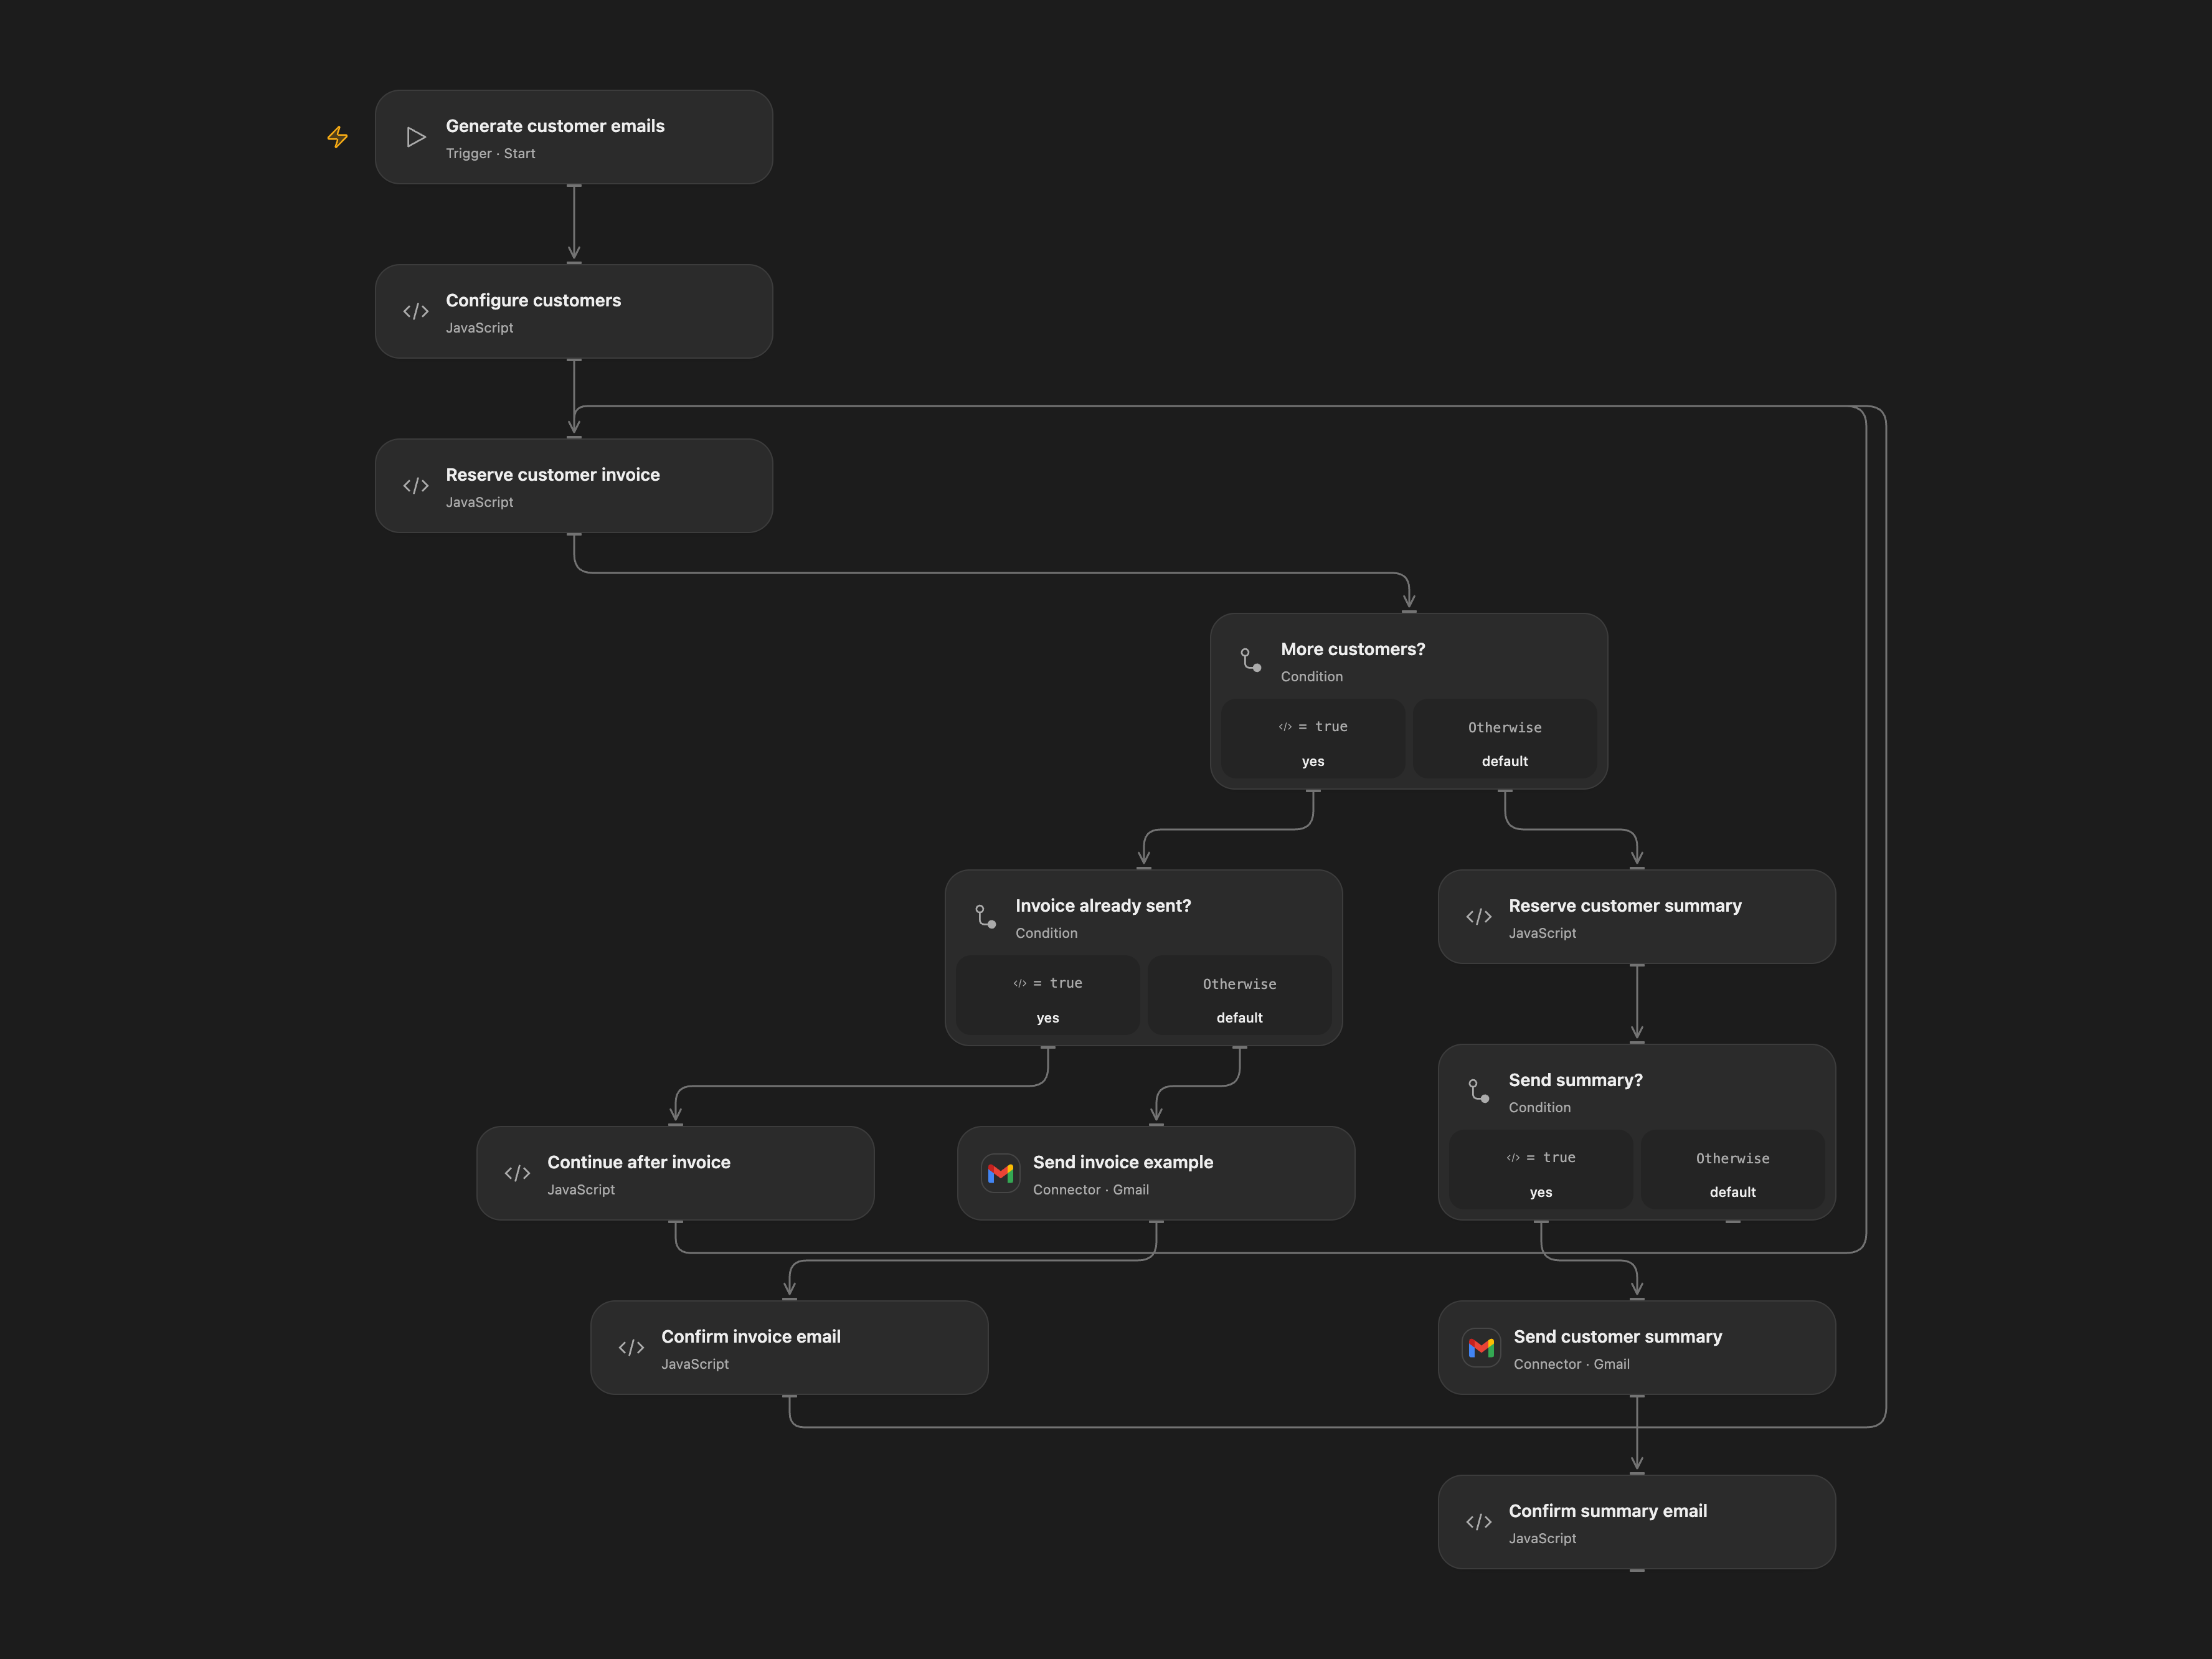 Generate customer emails
Trigger · Start
Configure customers
JavaScript
Reserve customer invoice
JavaScript
More customers?
Condition
</> = true
Otherwise
yes
default
Invoice already sent?
Condition
</> = true
Otherwise
yes
default
Reserve customer summary
JavaScript
Send summary?
Condition
</> = true
Otherwise
yes
default
Continue after invoice
JavaScript
Send invoice example
Connector · Gmail
Confirm invoice email
JavaScript
Send customer summary
Connector · Gmail
Confirm summary email
JavaScript